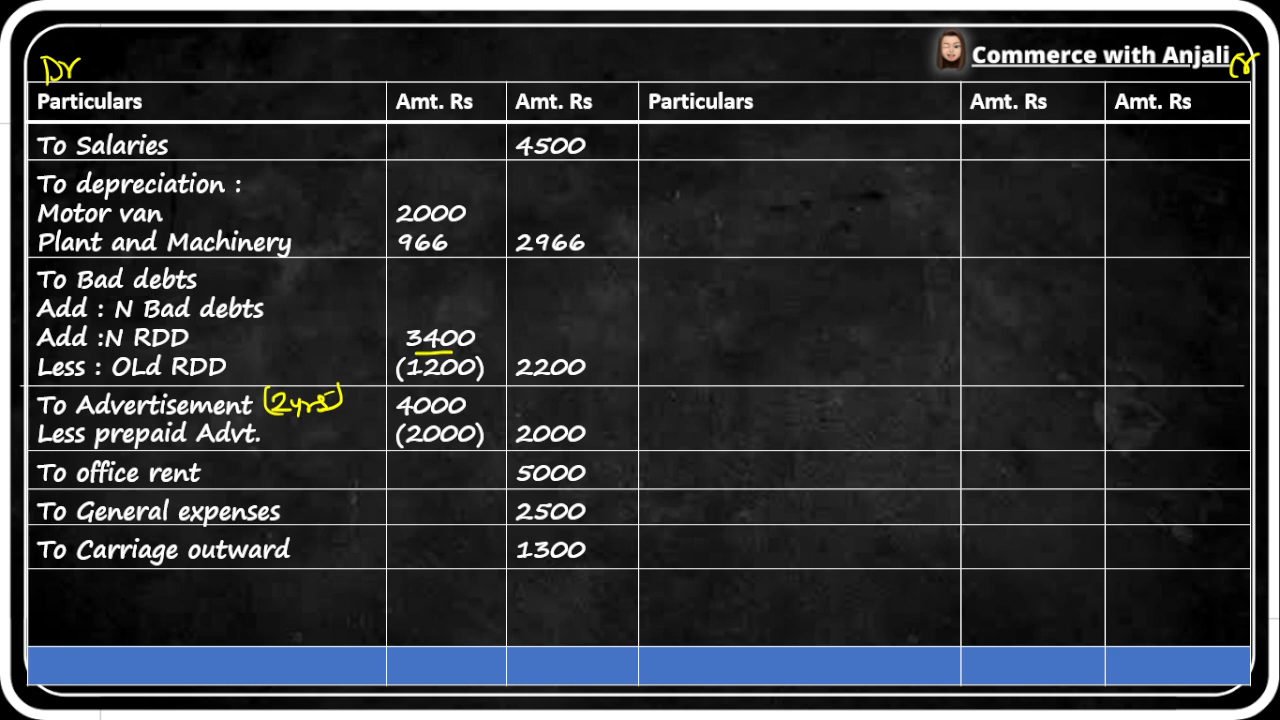 Commerce with Anjali
Dr
Cr
Particulars Amt. Rs Amt. Rs Particulars Amt. Rs Amt. Rs
To Salaries 4500
To depreciation :
Motor van 2000
Plant and Machinery 966 2966
To Bad debts
Add : N Bad debts
Add :N RDD 3400
Less : OLd RDD (1200) 2200
To Advertisement (2yrs) 4000
Less prepaid Advt. (2000) 2000
To office rent 5000
To General expenses 2500
To Carriage outward 1300